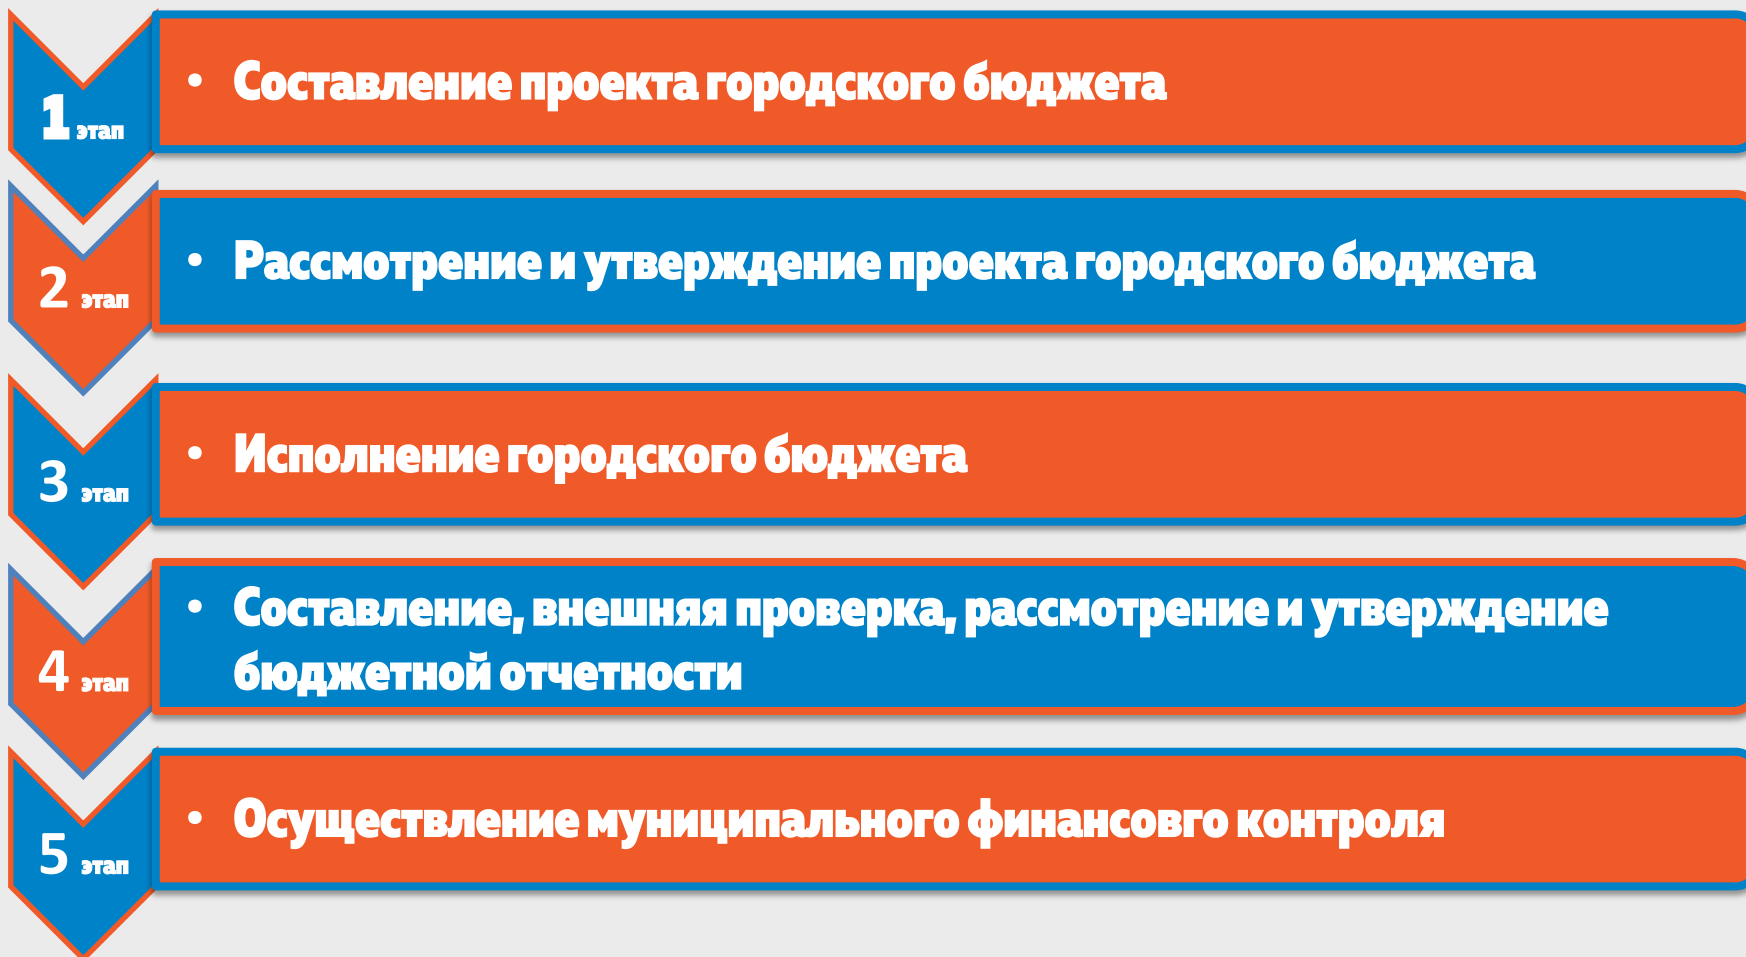 1 этап
• Составление проекта городского бюджета
2 этап
• Рассмотрение и утверждение проекта городского бюджета
3 этап
• Исполнение городского бюджета
4 этап
• Составление, внешняя проверка, рассмотрение и утверждение
бюджетной отчетности
5 этап
• Осуществление муниципального финансовго контроля